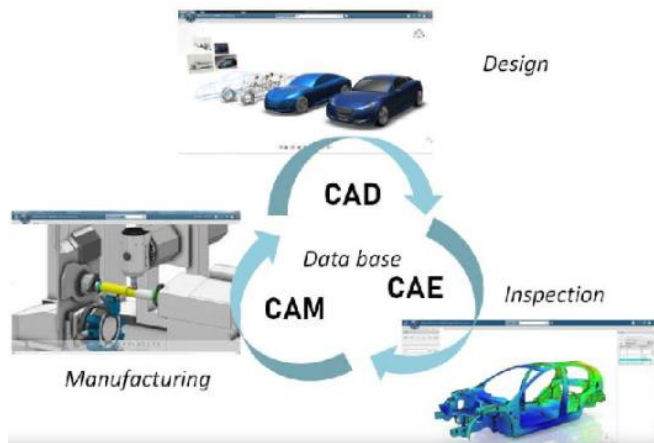 Design
CAD
Data base
CAE
CAM
Inspection
Manufacturing